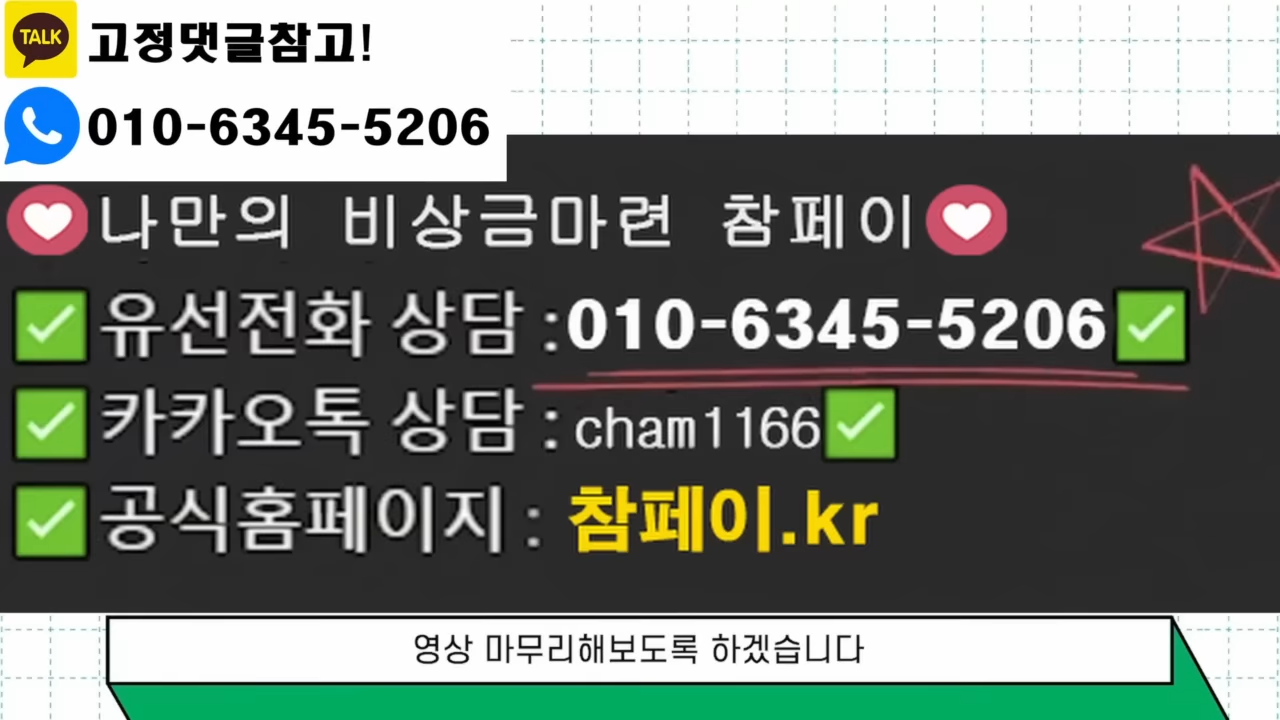 TALK 고정댓글참고!
010-6345-5206
나만의 비상금마련 참페이
유선전화 상담 :010-6345-5206
카카오톡 상담 : cham1166
공식홈페이지 : 참페이.kr
영상 마무리해보도록 하겠습니다